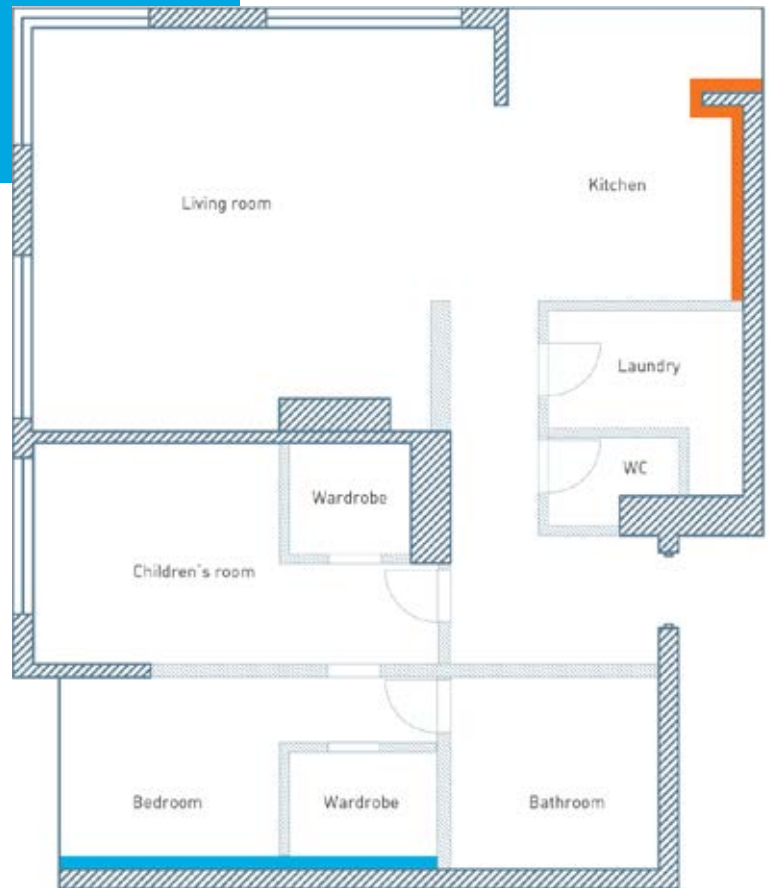 Living room
Kitchen
Laundry
WC
Wardrobe
Children's room
Bedroom
Wardrobe
Bathroom